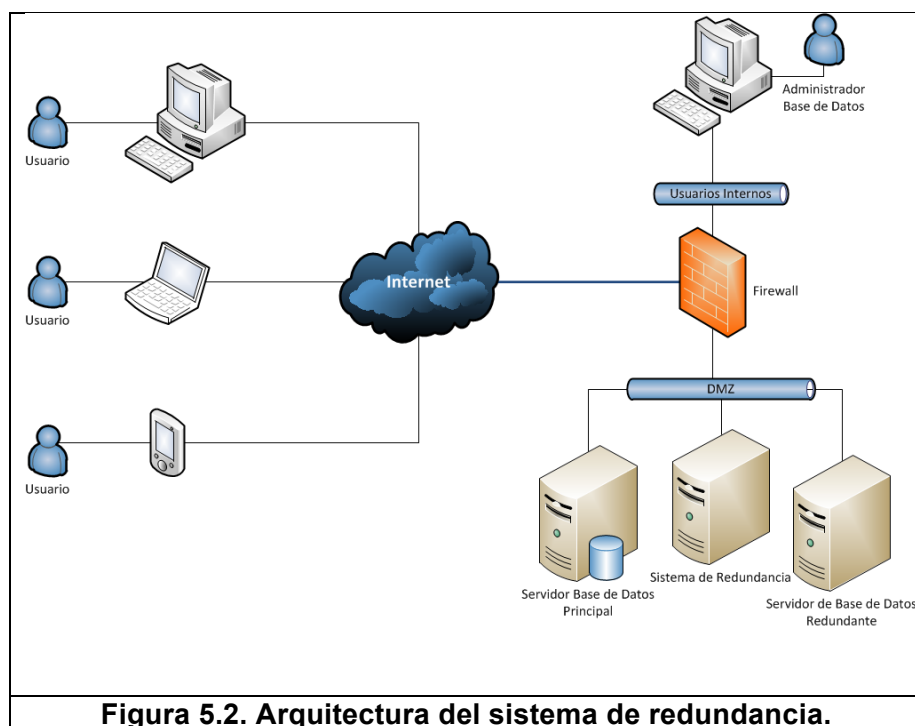 Administrador
Base de Datos
Usuario
Usuarios Internos
Usuario
Internet
Firewall
DMZ
Usuario
Servidor Base de Datos
Principal
Sistema de Redundancia
Servidor de Base de Datos
Redundante
Figura 5.2. Arquitectura del sistema de redundancia.